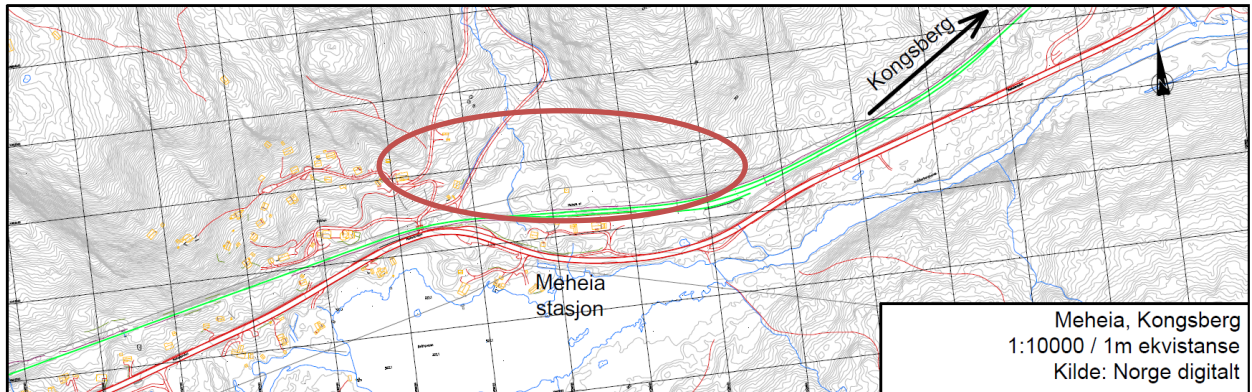 Kongsberg
Meheia
stasjon
Meheia, Kongsberg
1:10000 / 1m ekvistanse
Kilde: Norge digitalt